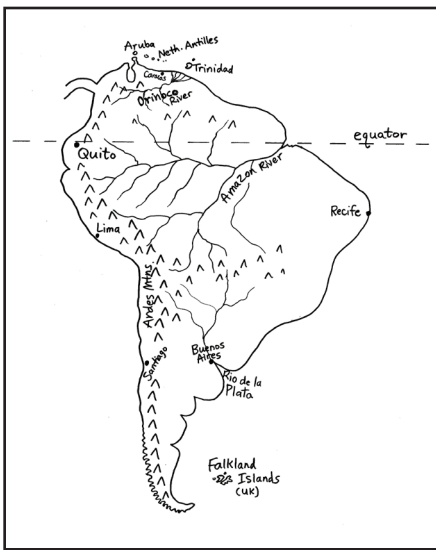 Aruba
Neth. Antilles
Trinidad
Caracas
Orinoco
River
equator
Quito
Amazon River
Recife
Lima
Andes Mtns.
Buenos
Aires
Santiago
Rio de la
Plata
Falkland
Islands
(UK)